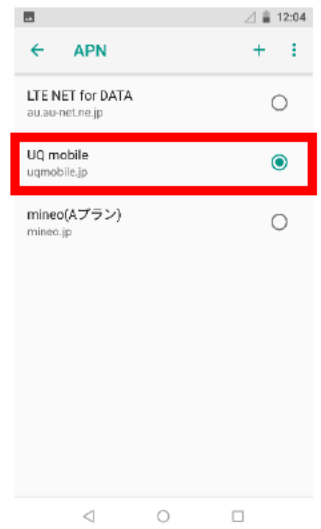 12:04
APN
LTE NET for DATA
au.au-net.ne.jp
UQ mobile
uqmobile.jp
mineo(Aプラン)
mineo.jp